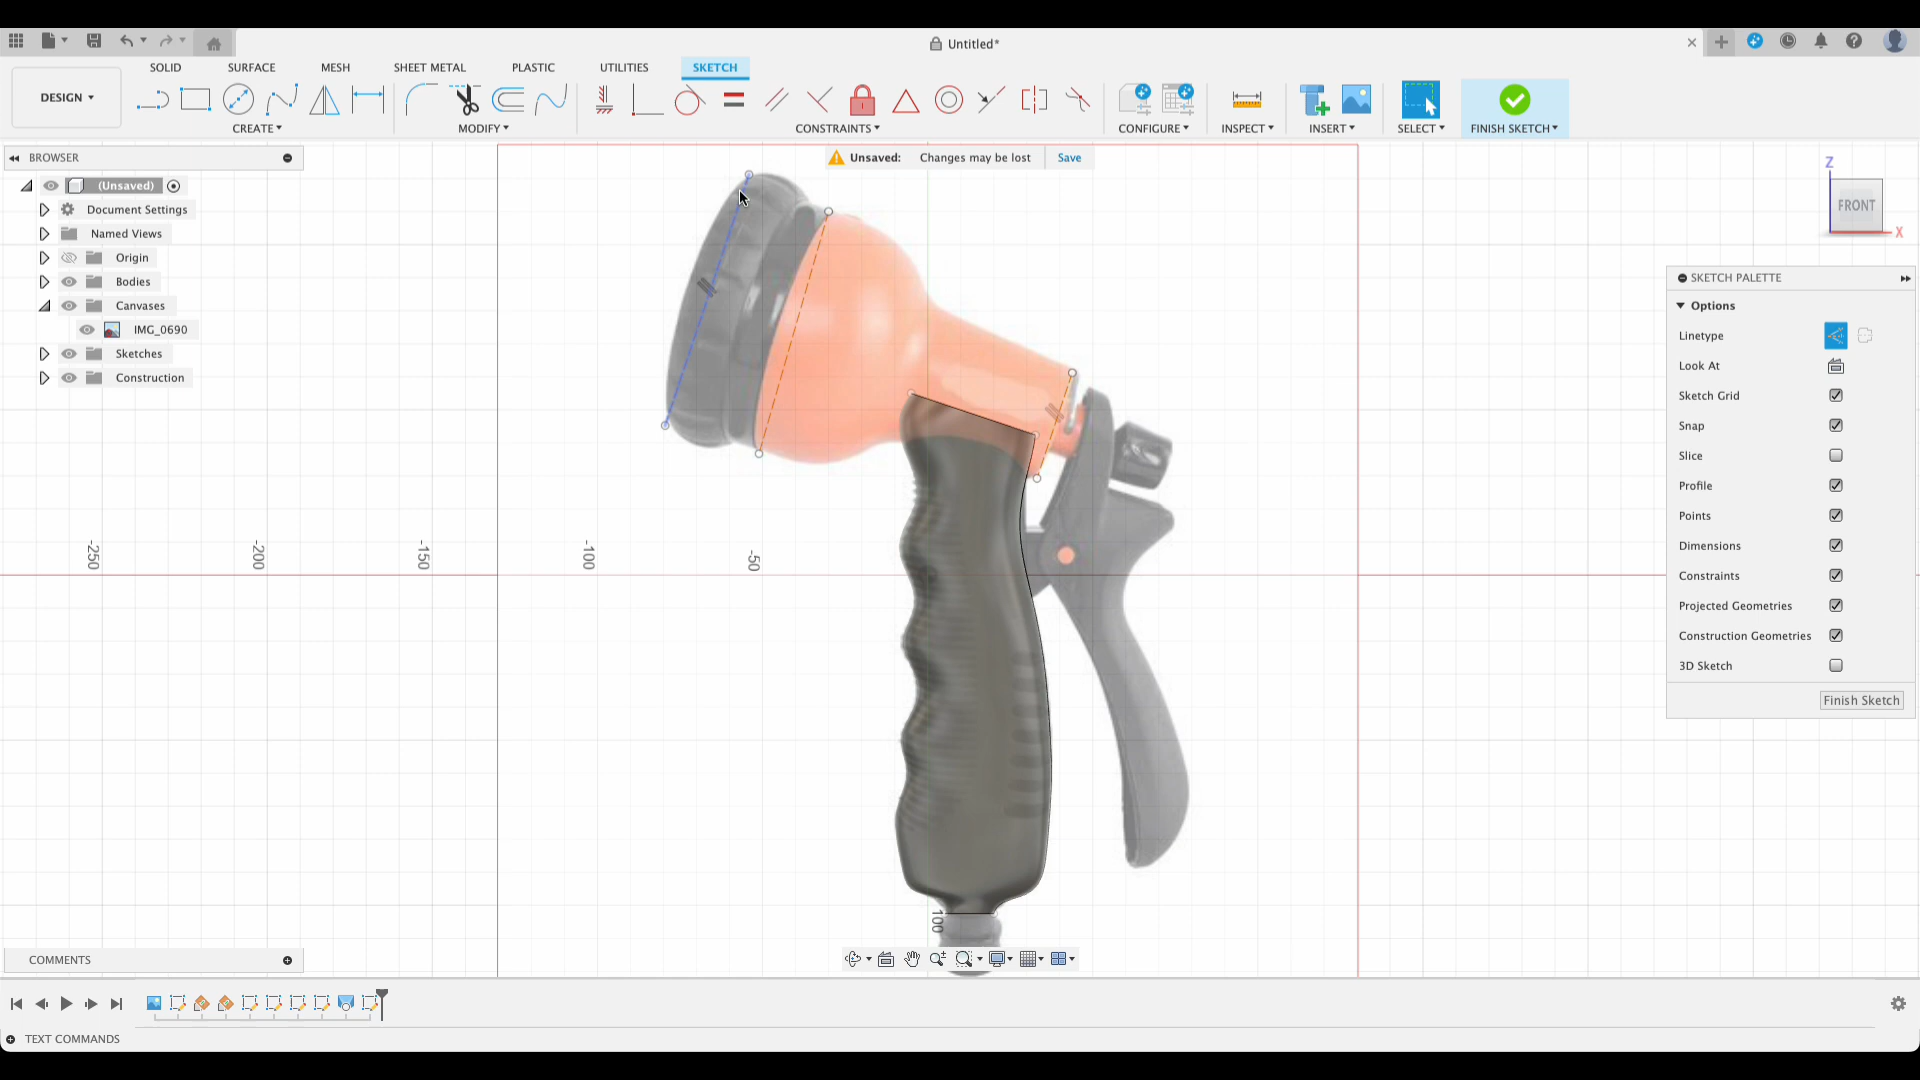 Untitled*
SOLID SURFACE MESH SHEET METAL PLASTIC UTILITIES SKETCH
DESIGN
CREATE MODIFY CONSTRAINTS CONFIGURE INSPECT INSERT SELECT FINISH SKETCH
BROWSER
Unsaved: Changes may be lost Save
(Unsaved)
Document Settings
Named Views
Origin
Bodies
Canvases
IMG_0690
Sketches
Construction
Z
FRONT
X
SKETCH PALETTE
Options
Linetype
Look At
Sketch Grid
Snap
Slice
Profile
Points
Dimensions
Constraints
Projected Geometries
Construction Geometries
3D Sketch
Finish Sketch
-250 -200 -150 -100 -50
100
COMMENTS
TEXT COMMANDS